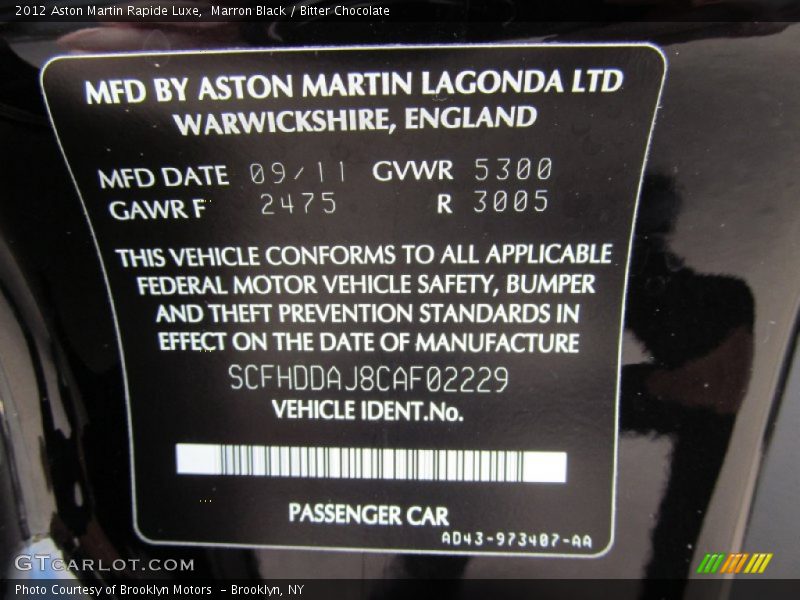 2012 Aston Martin Rapide Luxe, Marron Black / Bitter Chocolate
MFD BY ASTON MARTIN LAGONDA LTD
WARWICKSHIRE, ENGLAND
MFD DATE 09/11 GVWR 5300
GAWR F 2475 R 3005
THIS VEHICLE CONFORMS TO ALL APPLICABLE
FEDERAL MOTOR VEHICLE SAFETY, BUMPER
AND THEFT PREVENTION STANDARDS IN
EFFECT ON THE DATE OF MANUFACTURE
SCFHDDAJ8CAF02229
VEHICLE IDENT.No.
PASSENGER CAR
AD43-973407-AA
GTCARLOT.COM
Photo Courtesy of Brooklyn Motors - Brooklyn, NY